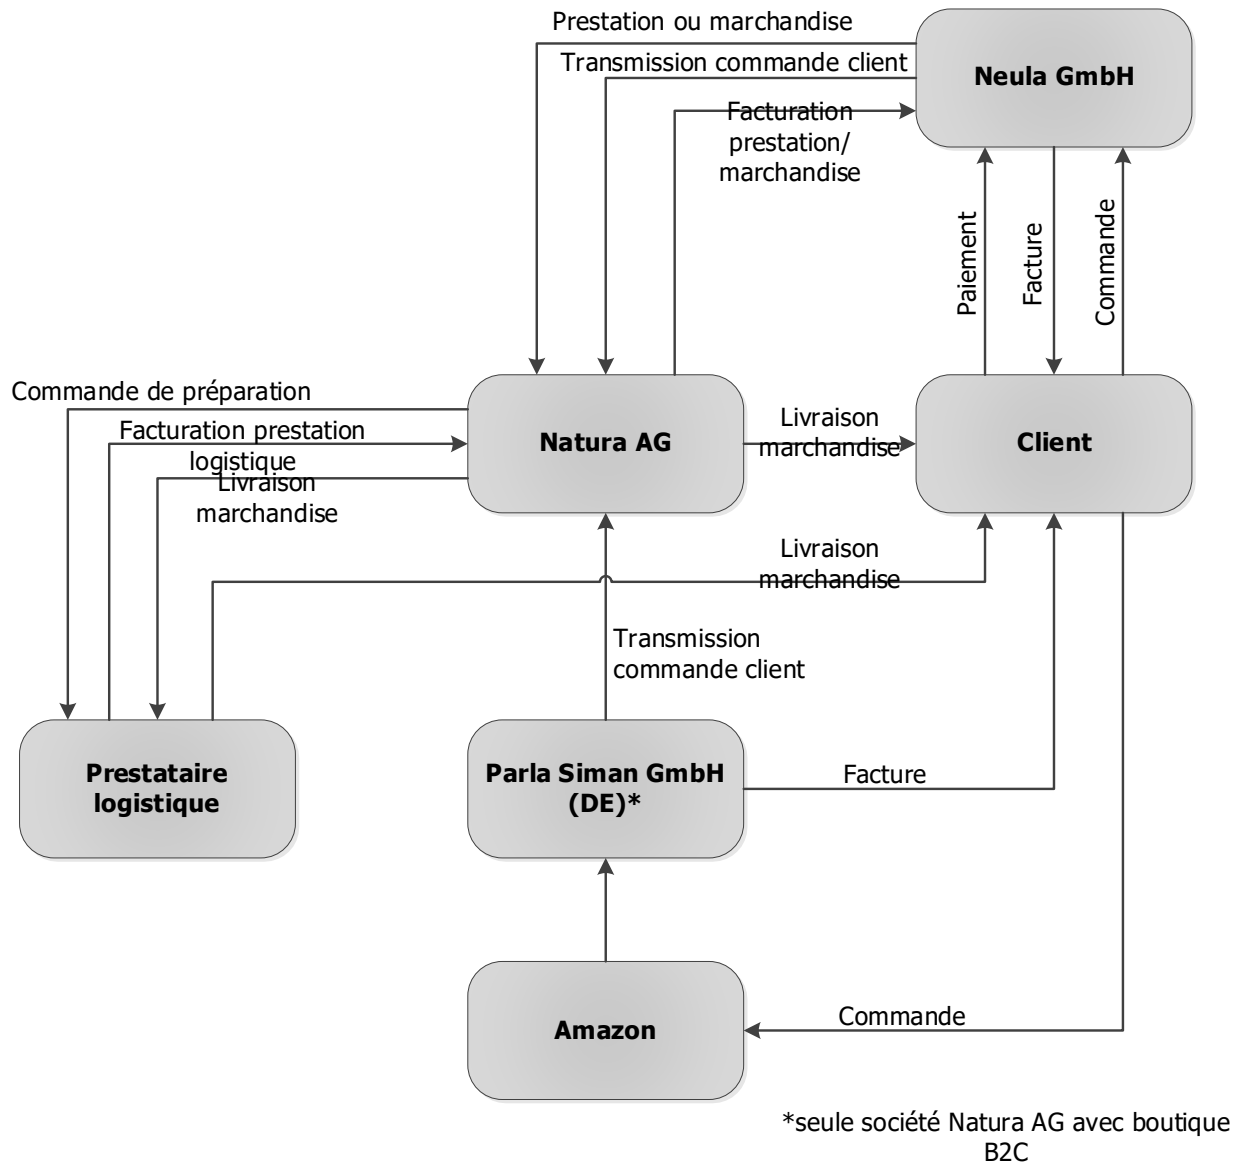 Prestation ou marchandise
Transmission commande client
Neula GmbH
Facturation
prestation/
marchandise
Paiement
Facture
Commande
Commande de préparation
Facturation prestation
logistique
Livraison
marchandise
Natura AG
Livraison
marchandise
Client
Livraison
marchandise
Transmission
commande client
Prestataire
logistique
Parla Siman GmbH
(DE)*
Facture
Amazon
Commande
*seule société Natura AG avec boutique
B2C